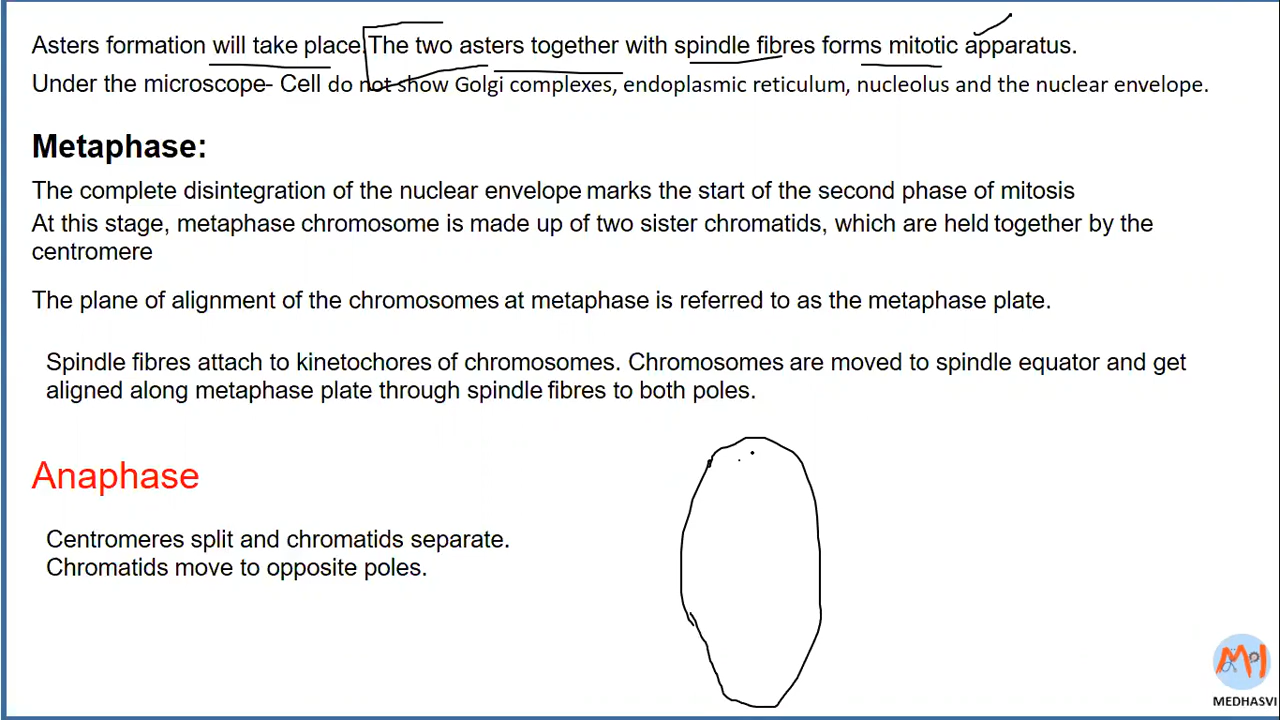 Asters formation will take place.The two asters together with spindle fibres forms mitotic apparatus.
Under the microscope- Cell do not show Golgi complexes, endoplasmic reticulum, nucleolus and the nuclear envelope.
Metaphase:
The complete disintegration of the nuclear envelope marks the start of the second phase of mitosis
At this stage, metaphase chromosome is made up of two sister chromatids, which are held together by the
centromere
The plane of alignment of the chromosomes at metaphase is referred to as the metaphase plate.
Spindle fibres attach to kinetochores of chromosomes. Chromosomes are moved to spindle equator and get
aligned along metaphase plate through spindle fibres to both poles.
Anaphase
Centromeres split and chromatids separate.
Chromatids move to opposite poles.
MEDHASVI